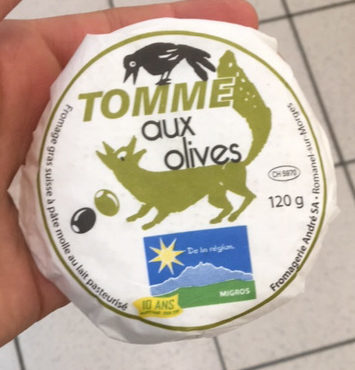 TOMME
aux
olives
CH 5970
120 g
Fromage gras suisse à pâte molle au lait pasteurisé
Fromagerie André SA - Romanel-sur-Morges
De la région.
MIGROS
10 ANS